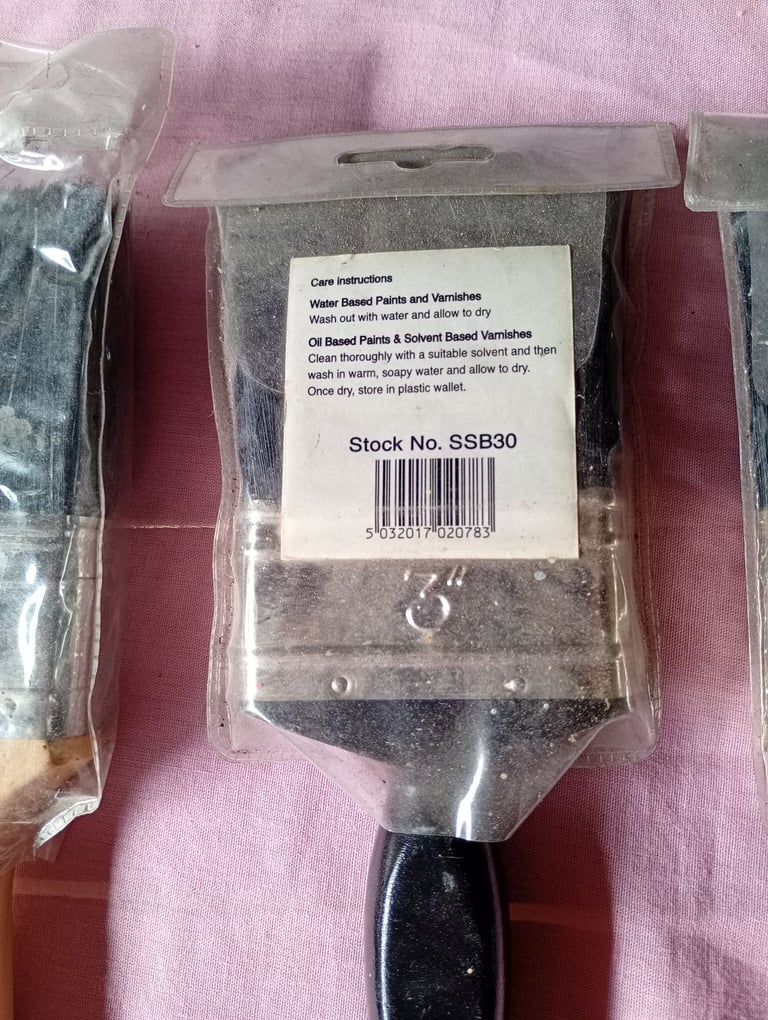 Care instructions
Water Based Paints and Varnishes
Wash out with water and allow to dry
Oil Based Paints & Solvent Based Varnishes
Clean thoroughly with a suitable solvent and then
wash in warm, soapy water and allow to dry.
Once dry, store in plastic wallet.
Stock No. SSB30
5 032017 020783
3"